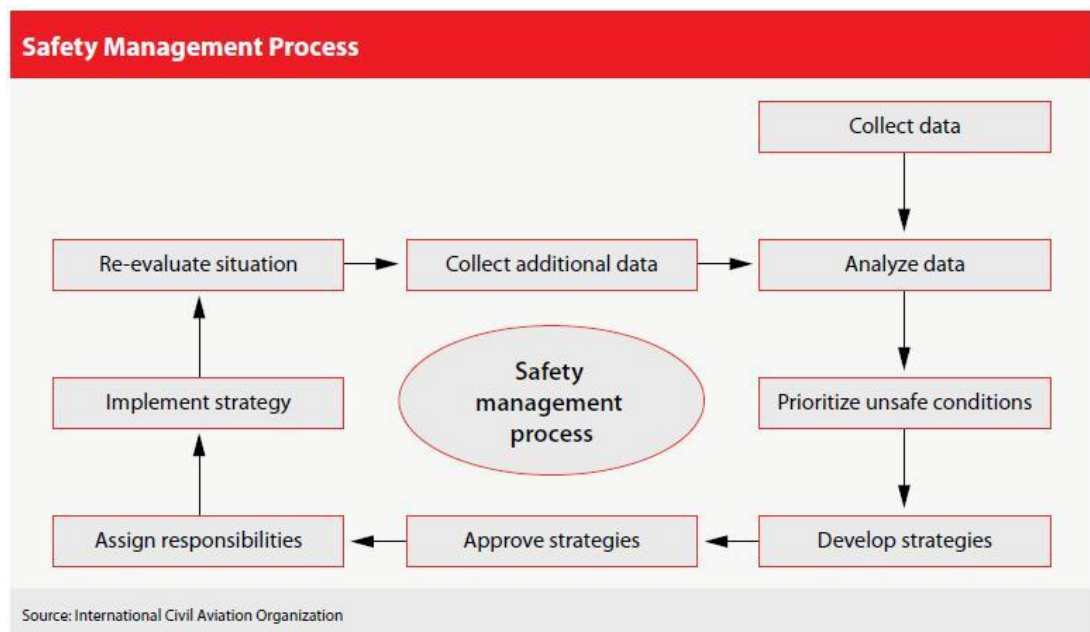 Safety Management Process
Collect data
Re-evaluate situation
Collect additional data
Analyze data
Safety
management
process
Implement strategy
Prioritize unsafe conditions
Assign responsibilities
Approve strategies
Develop strategies
Source: International Civil Aviation Organization